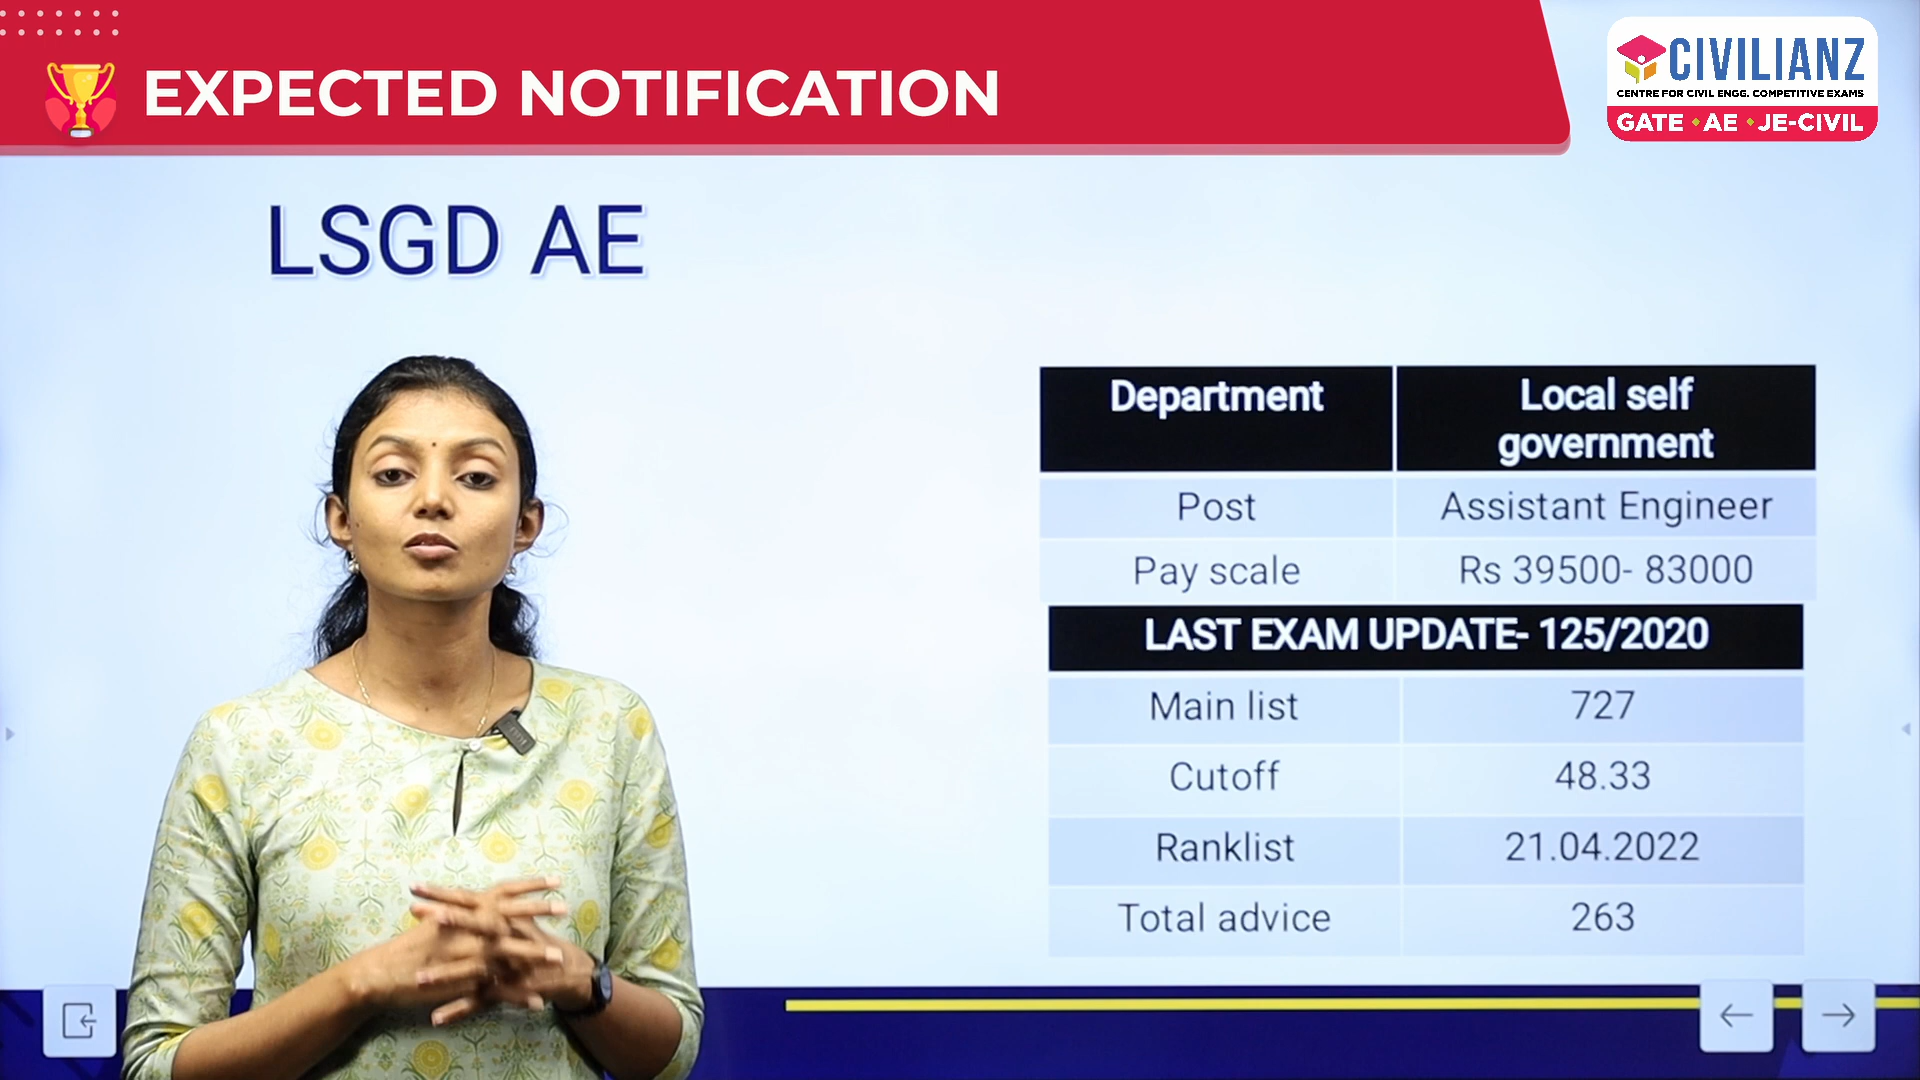 EXPECTED NOTIFICATION
CIVILIANZ
CENTRE FOR CIVIL ENGG. COMPETITIVE EXAMS
GATE • AE • JE-CIVIL
LSGD AE
Department
Local self
government
Post
Assistant Engineer
Pay scale
Rs 39500- 83000
LAST EXAM UPDATE- 125/2020
Main list
727
Cutoff
48.33
Ranklist
21.04.2022
Total advice
263